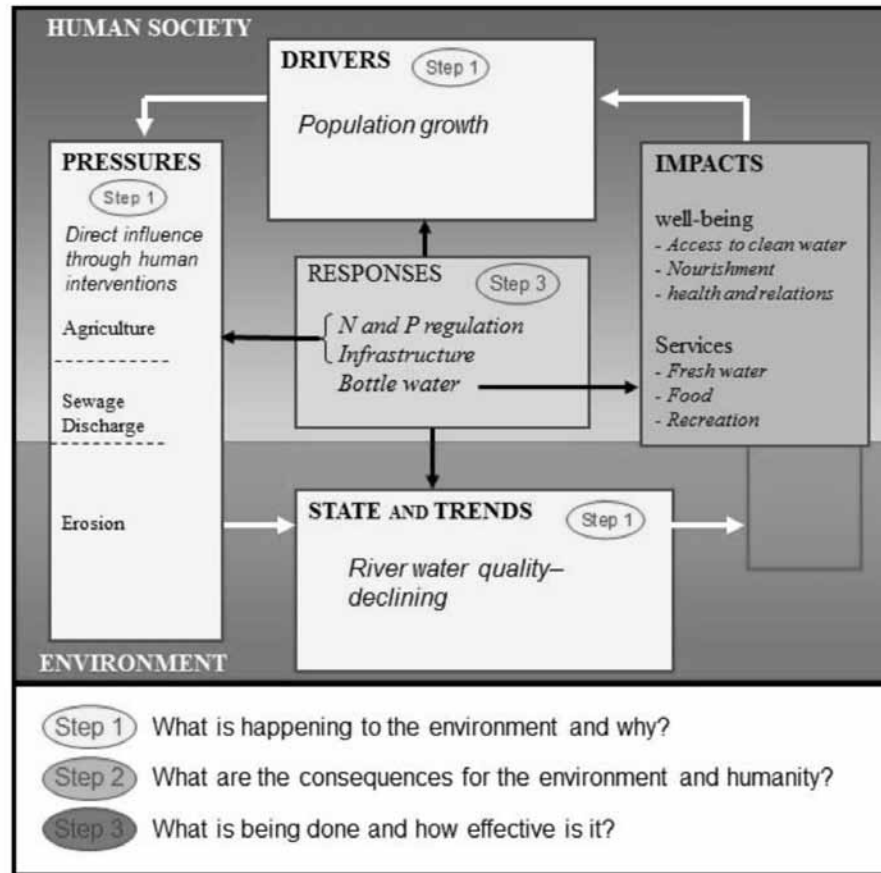 HUMAN SOCIETY
DRIVERS
Step 1
Population growth
PRESSURES
Step 1
Direct influence
through human
interventions
Agriculture
Sewage
Discharge
Erosion
RESPONSES
Step 3
N and P regulation
Infrastructure
Bottle water
IMPACTS
well-being
- Access to clean water
- Nourishment
- health and relations
Services
- Fresh water
- Food
- Recreation
STATE AND TRENDS
Step 1
River water quality–
declining
ENVIRONMENT
Step 1 What is happening to the environment and why?
Step 2 What are the consequences for the environment and humanity?
Step 3 What is being done and how effective is it?